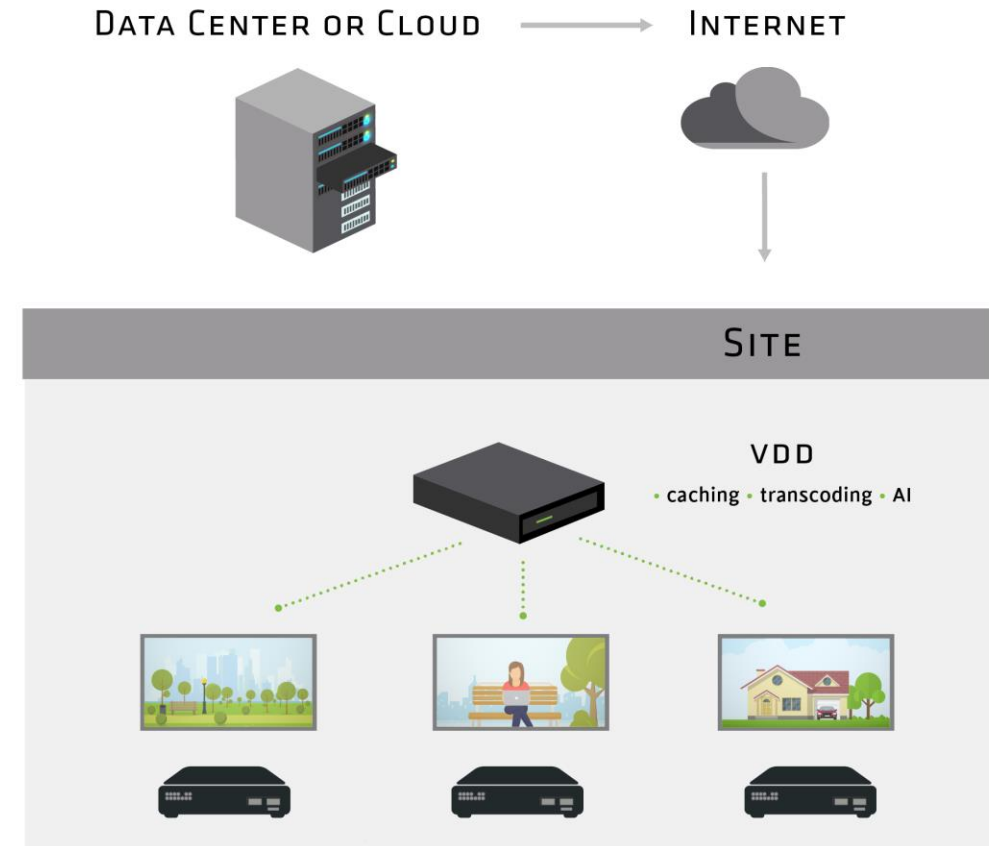 DATA CENTER OR CLOUD
INTERNET
SITE
VDD
• caching • transcoding • AI